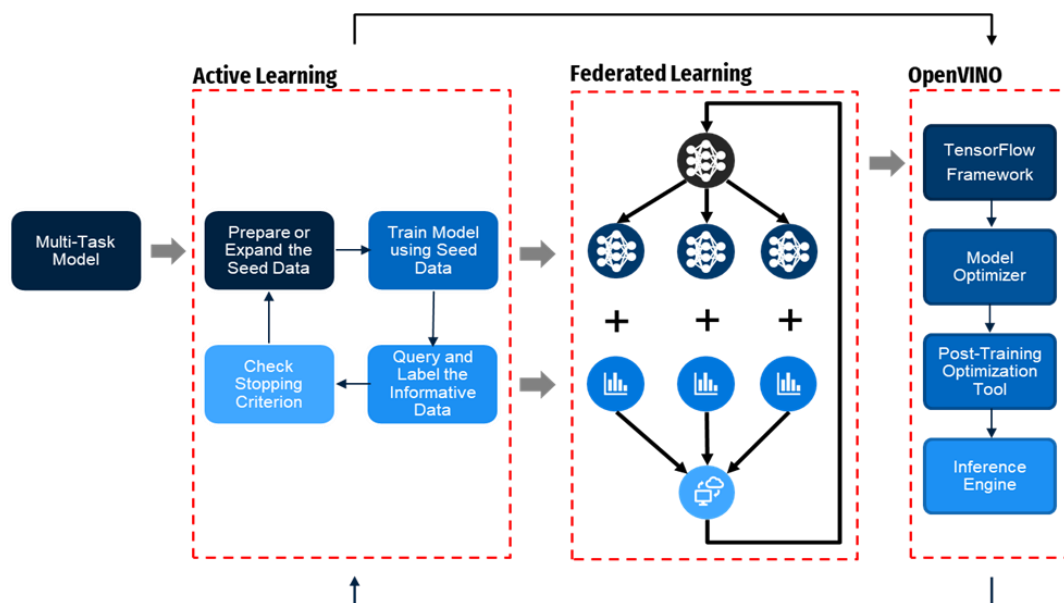 Active Learning
Federated Learning
OpenVINO
Multi-Task
Model
Prepare or
Expand the
Seed Data
Train Model
using Seed
Data
Check
Stopping
Criterion
Query and
Label the
Informative
Data
+ + +
TensorFlow
Framework
Model
Optimizer
Post-Training
Optimization
Tool
Inference
Engine